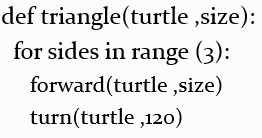 def triangle(turtle ,size):
for sides in range (3):
forward(turtle ,size)
turn(turtle ,120)